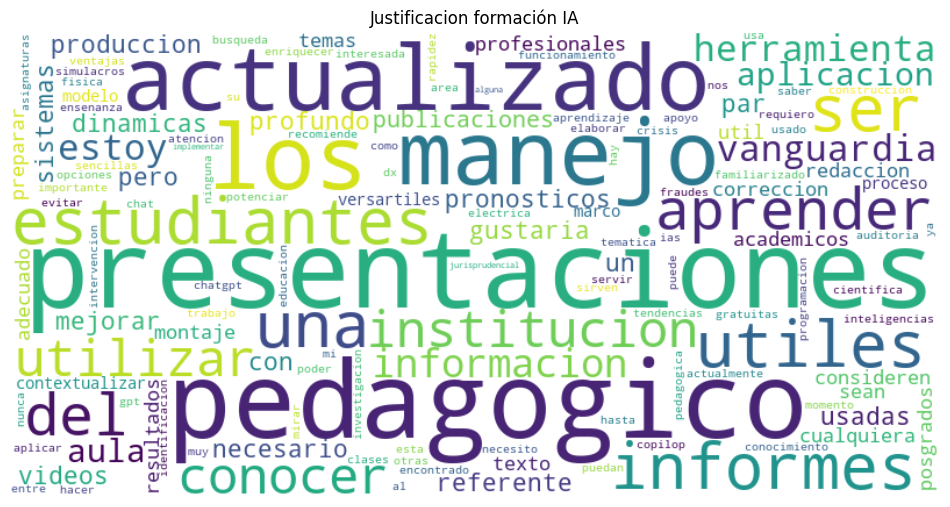 Justificacion formación IA
produccion busqueda temas interesada rapidez profesionales funcionamiento usa herramienta
asignaturas ventajas enriquecer actualizado area alguna nos aplicacion
simulacros fisica modelo su profundo publicaciones par saber construccion ser
sistemas ensenanza dinamicas los recomiende aprendizaje elaborar crisis apoyo manejo util usado requiero
preparar estoy atencion implementar como hay vanguardia
sencillas opciones pero ninguna dx familiarizado redaccion
importante potenciar versartiles pronosticos marco fraudes correccion proceso
evitar chat estudiantes electrica gustaria tematica ias aprender academicos auditoria ya
adecuado intervencion presentaciones jurisprudencial un servir puede cientifica
chatgpt educacion sirven programacion
trabajo mejorar montaje una institucion tendencias gratuitas inteligencias
utilizar con mi poder informacion utiles
contextualizar investigacion pedagogica actualmente consideren
nunca gpt resultados identificacion pedagogico hasta momento sean
del mirar usadas posgrados
aplicar aula muy necesario clases esta necesito copilop conocimiento cualquiera
videos otras encontrado texto puedan
entre hacer conocer al referente informes